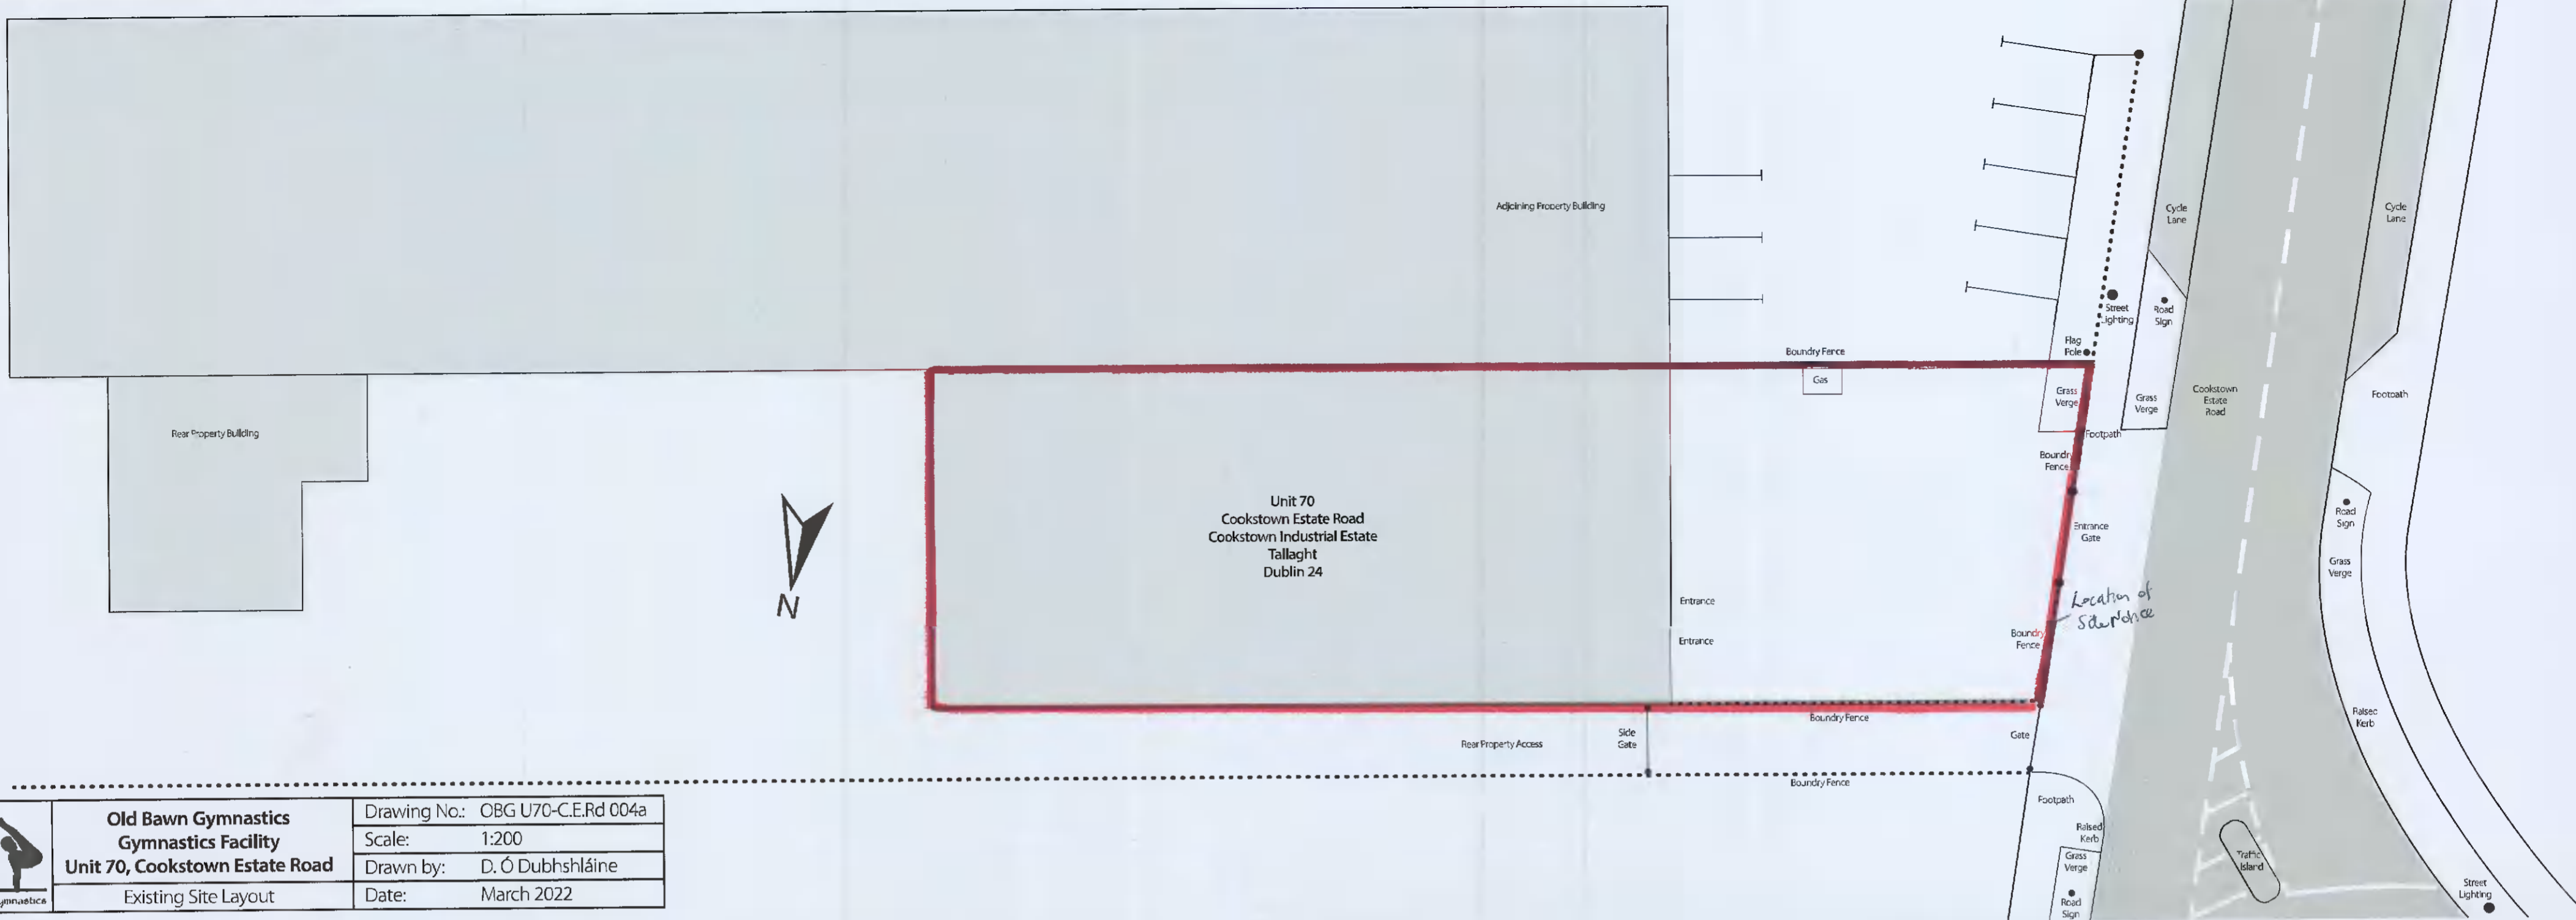 Adjoining Property Building
Cycle
Lane
Cycle
Lane
Street
Lighting
Road
Sign
Flag
Pole
Boundry Fence
Gas
Grass
Verge
Grass
Verge
Cookstown
Estate
Road
Footpath
Footpath
Rear Property Building
Boundry
Fence
Unit 70
Cookstown Estate Road
Cookstown Industrial Estate
Tallaght
Dublin 24
Road
Sign
Entrance
Gate
Grass
Verge
N
Entrance
Location of
Boundry
Fence
Entrance
Boundry Fence
Raised
Kerb
Side
Gate
Rear Property Access
Gate
Boundry Fence
Footpath
Raised
Kerb
Grass
Verge
Traffic
Island
Road
Sign
Street
Lighting
Old Bawn Gymnastics
Gymnastics Facility
Unit 70, Cookstown Estate Road
Existing Site Layout
Drawing No.: OBG U70-C.E.Rd 004a
Scale: 1:200
Drawn by: D. Ó Dubhshláine
Date: March 2022